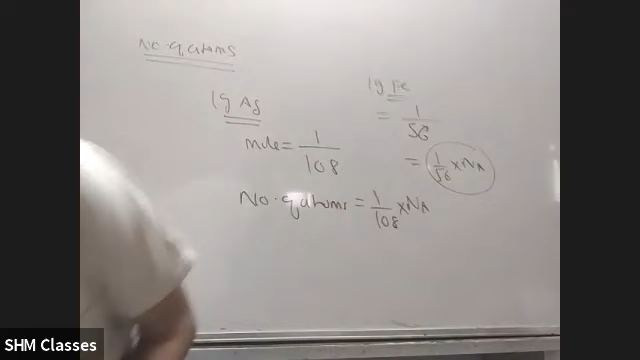 No. of atoms
1g Ag
mole = 1/108
No. of atoms = 1/108 × NA
1g Fe
= 1/56
= 1/56 × NA
SHM Classes